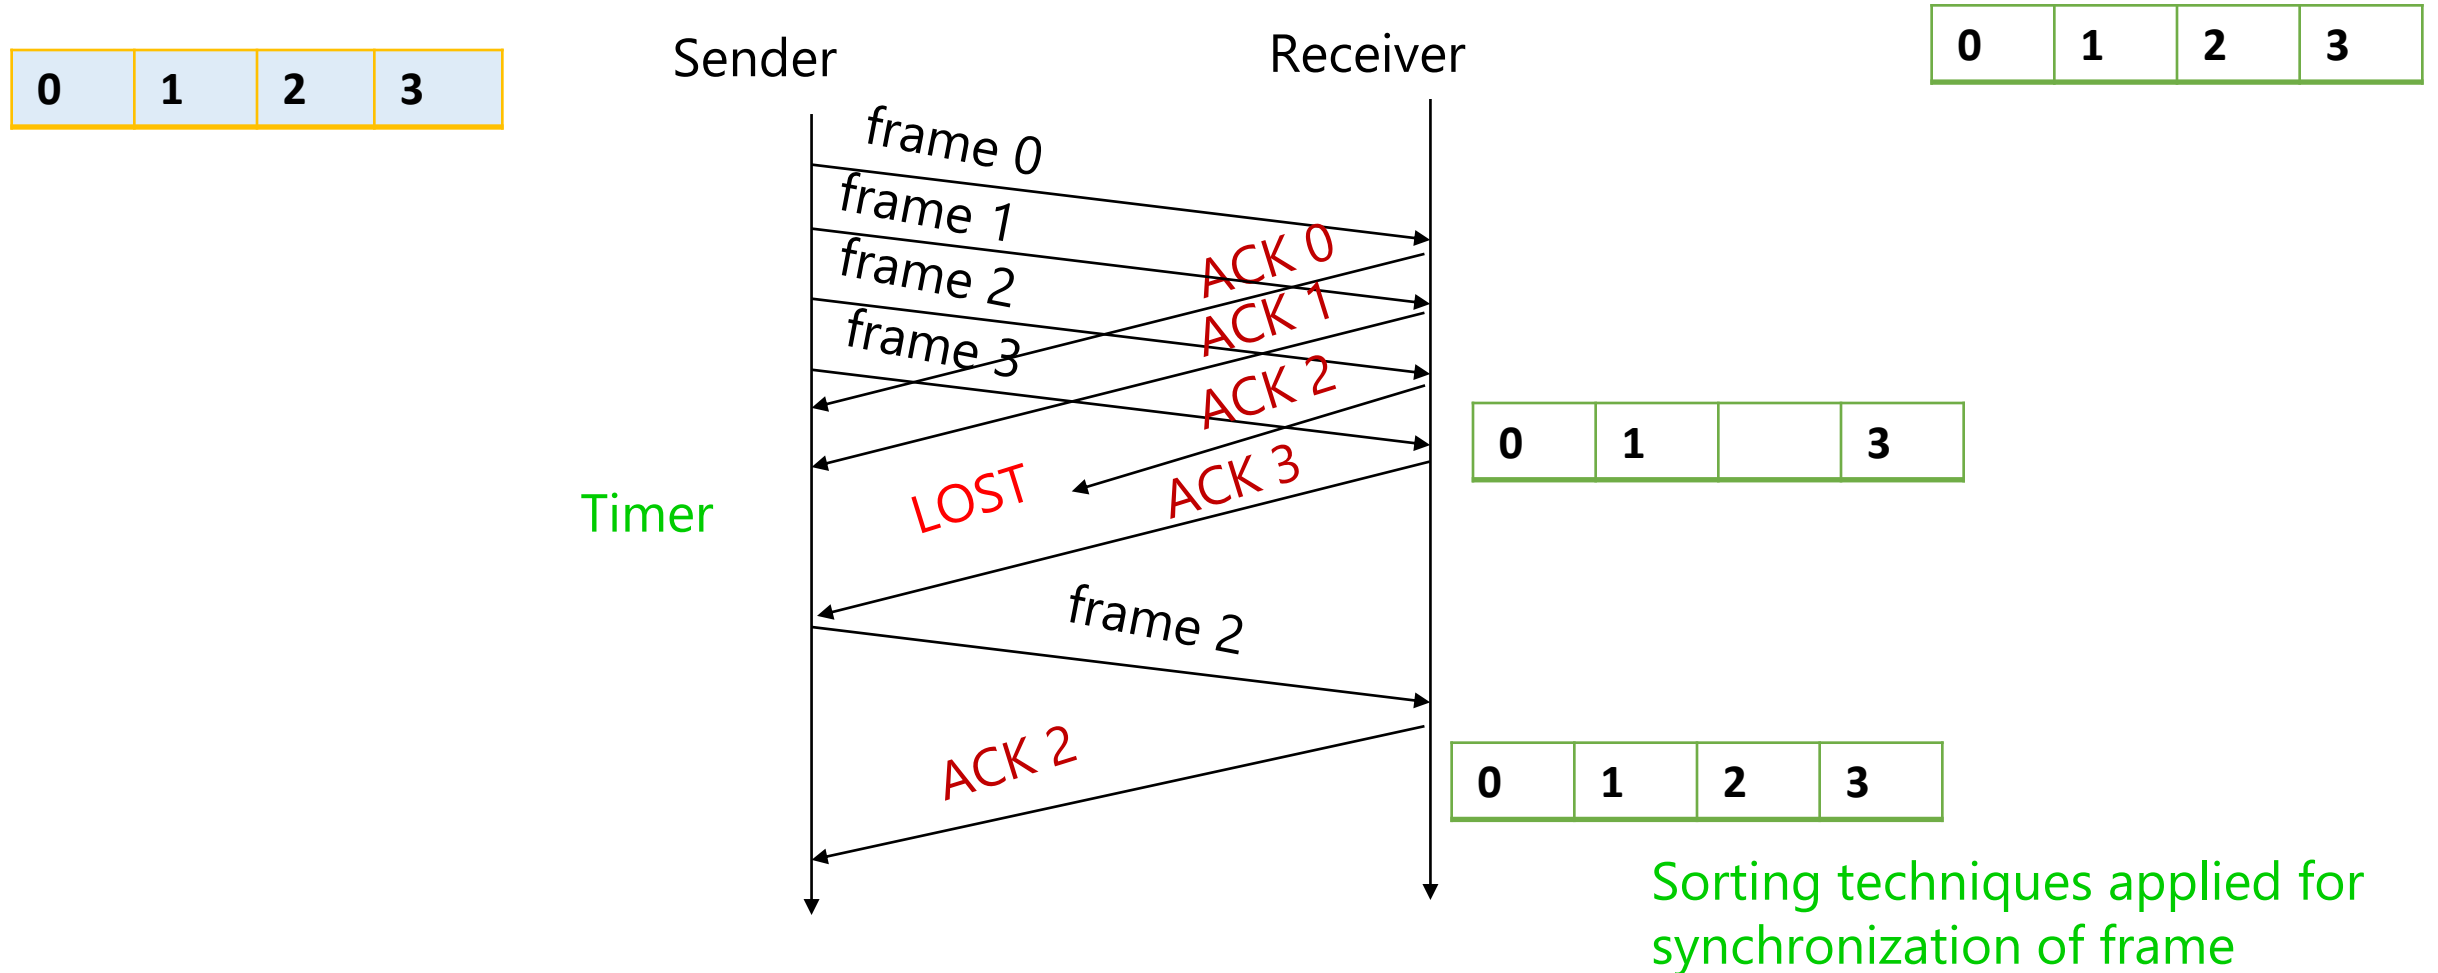 0 1 2 3
Sender
Receiver
0 1 2 3
frame 0
frame 1
ACK 0
frame 2
ACK 1
frame 3
ACK 2
0 1 3
LOST
ACK 3
Timer
frame 2
ACK 2
0 1 2 3
Sorting techniques applied for
synchronization of frame